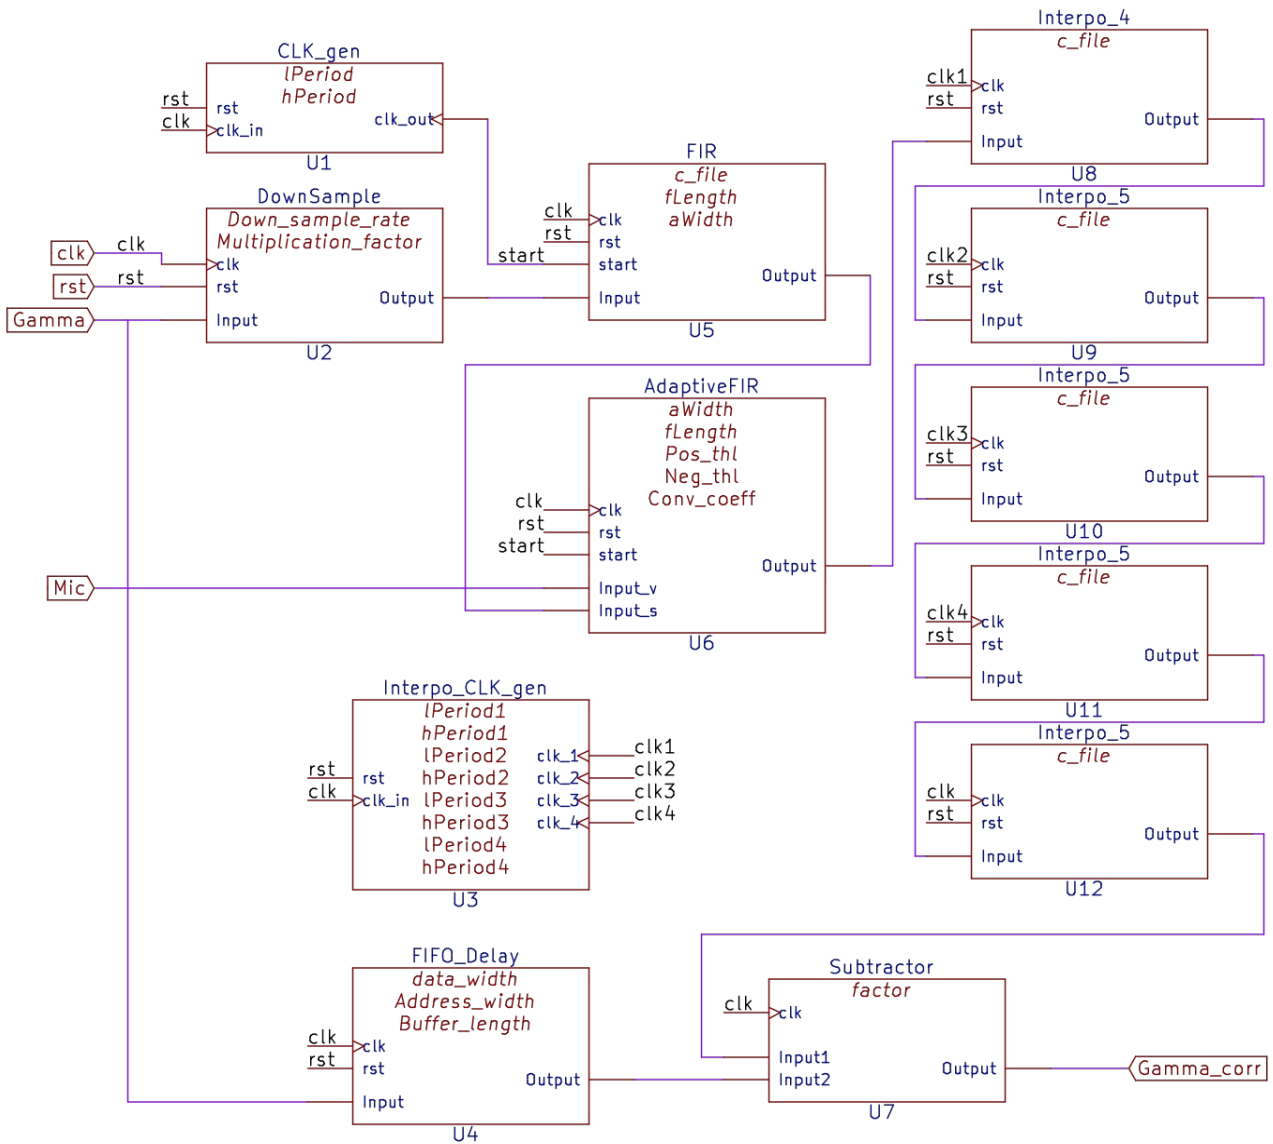 CLK_gen
lPeriod
hPeriod
rst
rst
clk
clk_in
clk_out
U1
DownSample
Down_sample_rate
Multiplication_factor
clk
clk
clk
rst
rst
rst
Gamma
Input
Output
U2
FIR
c_file
fLength
aWidth
clk
clk
rst
rst
start
start
Input
Output
U5
AdaptiveFIR
aWidth
fLength
Pos_thl
Neg_thl
Conv_coeff
clk
clk
rst
rst
start
start
Mic
Input_v
Input_s
Output
U6
Interpo_CLK_gen
lPeriod1
hPeriod1
lPeriod2
hPeriod2
lPeriod3
hPeriod3
lPeriod4
hPeriod4
rst
rst
clk
clk_in
clk_1
clk1
clk_2
clk2
clk_3
clk3
clk_4
clk4
U3
FIFO_Delay
data_width
Address_width
Buffer_length
clk
clk
rst
rst
Input
Output
U4
Interpo_4
c_file
clk1
clk
rst
rst
Input
Output
U8
Interpo_5
c_file
clk2
clk
rst
rst
Input
Output
U9
Interpo_5
c_file
clk3
clk
rst
rst
Input
Output
U10
Interpo_5
c_file
clk4
clk
rst
rst
Input
Output
U11
Interpo_5
c_file
clk
clk
rst
rst
Input
Output
U12
Subtractor
factor
clk
clk
Input1
Input2
Output
U7
Gamma_corr